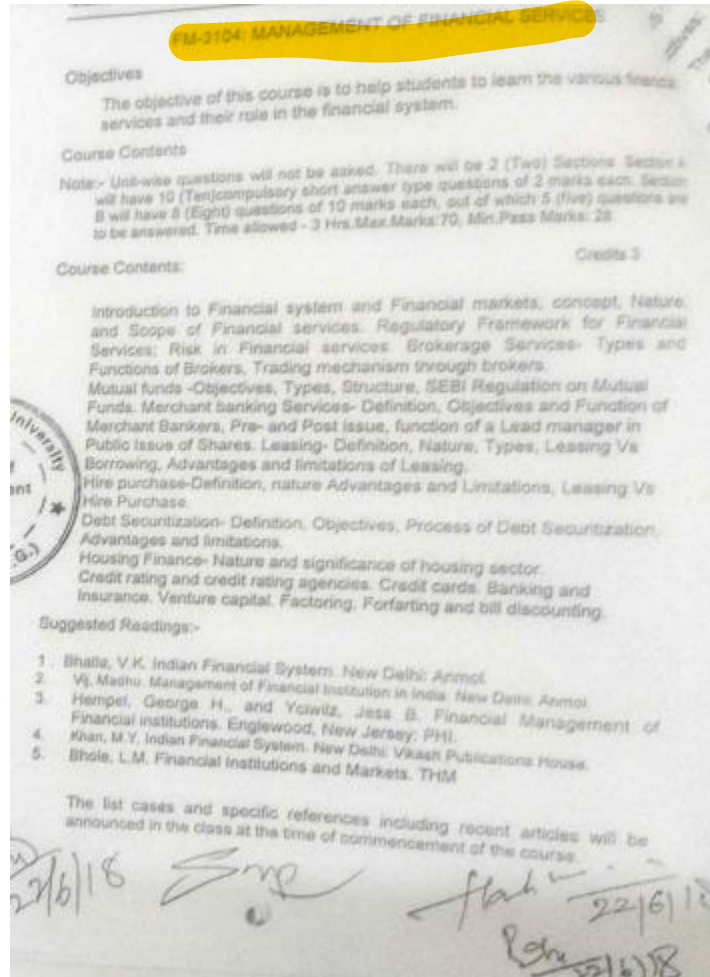 FM-3104: MANAGEMENT OF FINANCIAL SERVICES
Objectives
The objective of this course is to help students to learn the various financial
services and their role in the financial system.
Course Contents
Note:- Unit-wise questions will not be asked. There will be 2 (Two) Sections. Section A
will have 10 (Ten)compulsory short answer type questions of 2 marks each. Section
B will have 8 (Eight) questions of 10 marks each, out of which 5 (five) questions are
to be answered. Time allowed - 3 Hrs.Max.Marks:70, Min.Pass Marks: 28
Credits 3
Course Contents:
Introduction to Financial system and Financial markets, concept, Nature
and Scope of Financial services. Regulatory Framework for Financial
Services; Risk in Financial services. Brokerage Services- Types and
Functions of Brokers, Trading mechanism through brokers.
Mutual funds -Objectives, Types, Structure, SEBI Regulation on Mutual
Funds. Merchant banking Services- Definition, Objectives and Function of
Merchant Bankers, Pre- and Post issue, function of a Lead manager in
Public Issue of Shares. Leasing- Definition, Nature, Types, Leasing Vs
Borrowing, Advantages and limitations of Leasing.
Hire purchase-Definition, nature Advantages and Limitations, Leasing Vs
Hire Purchase.
Debt Securitization- Definition, Objectives, Process of Debt Securitization,
Advantages and limitations.
Housing Finance- Nature and significance of housing sector.
Credit rating and credit rating agencies. Credit cards. Banking and
Insurance. Venture capital. Factoring. Forfarting and bill discounting.
University
ent
G.)
Suggested Readings:-
1. Bhalla, V.K. Indian Financial System. New Delhi: Anmol.
2. Vij, Madhu. Management of Financial Institution in India. New Delhi: Anmol.
3. Hempel, George H., and Yciwitz, Jess B. Financial Management of
Financial institutions. Englewood, New Jersey: PHI.
4. Khan, M.Y. Indian Financial System. New Delhi: Vikash Publications House.
5. Bhole, L.M. Financial Institutions and Markets. THM
The list cases and specific references including recent articles will be
announced in the class at the time of commencement of the course.
22/6/18
22/6/18